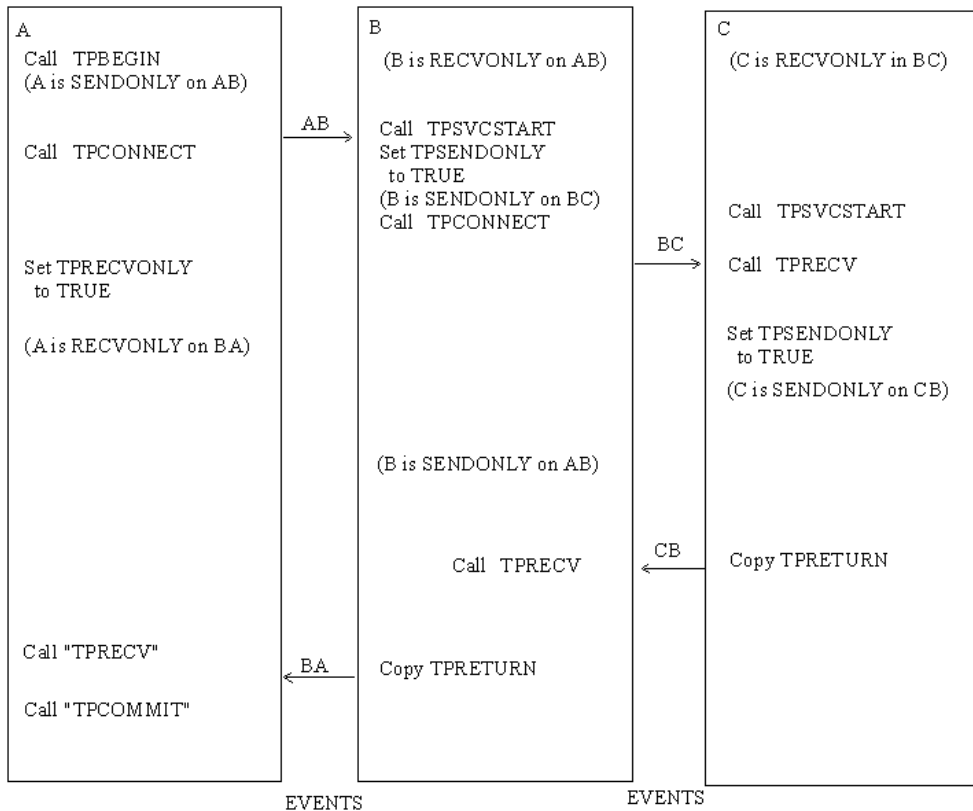 A
Call TPBEGIN
(A is SENDONLY on AB)
Call TPCONNECT
Set TPRECVONLY
to TRUE
(A is RECVONLY on BA)
Call "TPRECV"
Call "TPCOMMIT"
AB
BA
EVENTS
B
(B is RECVONLY on AB)
Call TPSVCSTART
Set TPSENDONLY
to TRUE
(B is SENDONLY on BC)
Call TPCONNECT
(B is SENDONLY on AB)
Call TPRECV
Copy TPRETURN
BC
CB
EVENTS
C
(C is RECVONLY in BC)
Call TPSVCSTART
Call TPRECV
Set TPSENDONLY
to TRUE
(C is SENDONLY on CB)
Copy TPRETURN